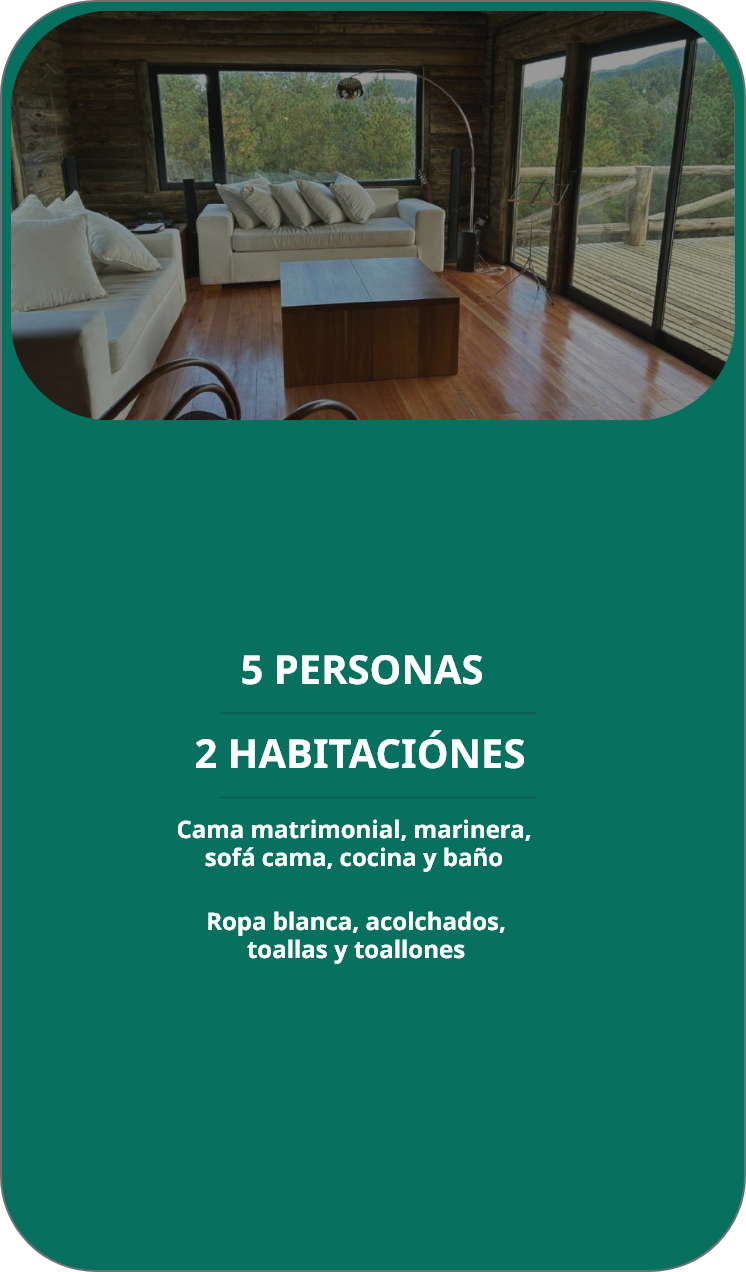 5 PERSONAS
2 HABITACIÓNES
Cama matrimonial, marinera,
sofá cama, cocina y baño
Ropa blanca, acolchados,
toallas y toallones